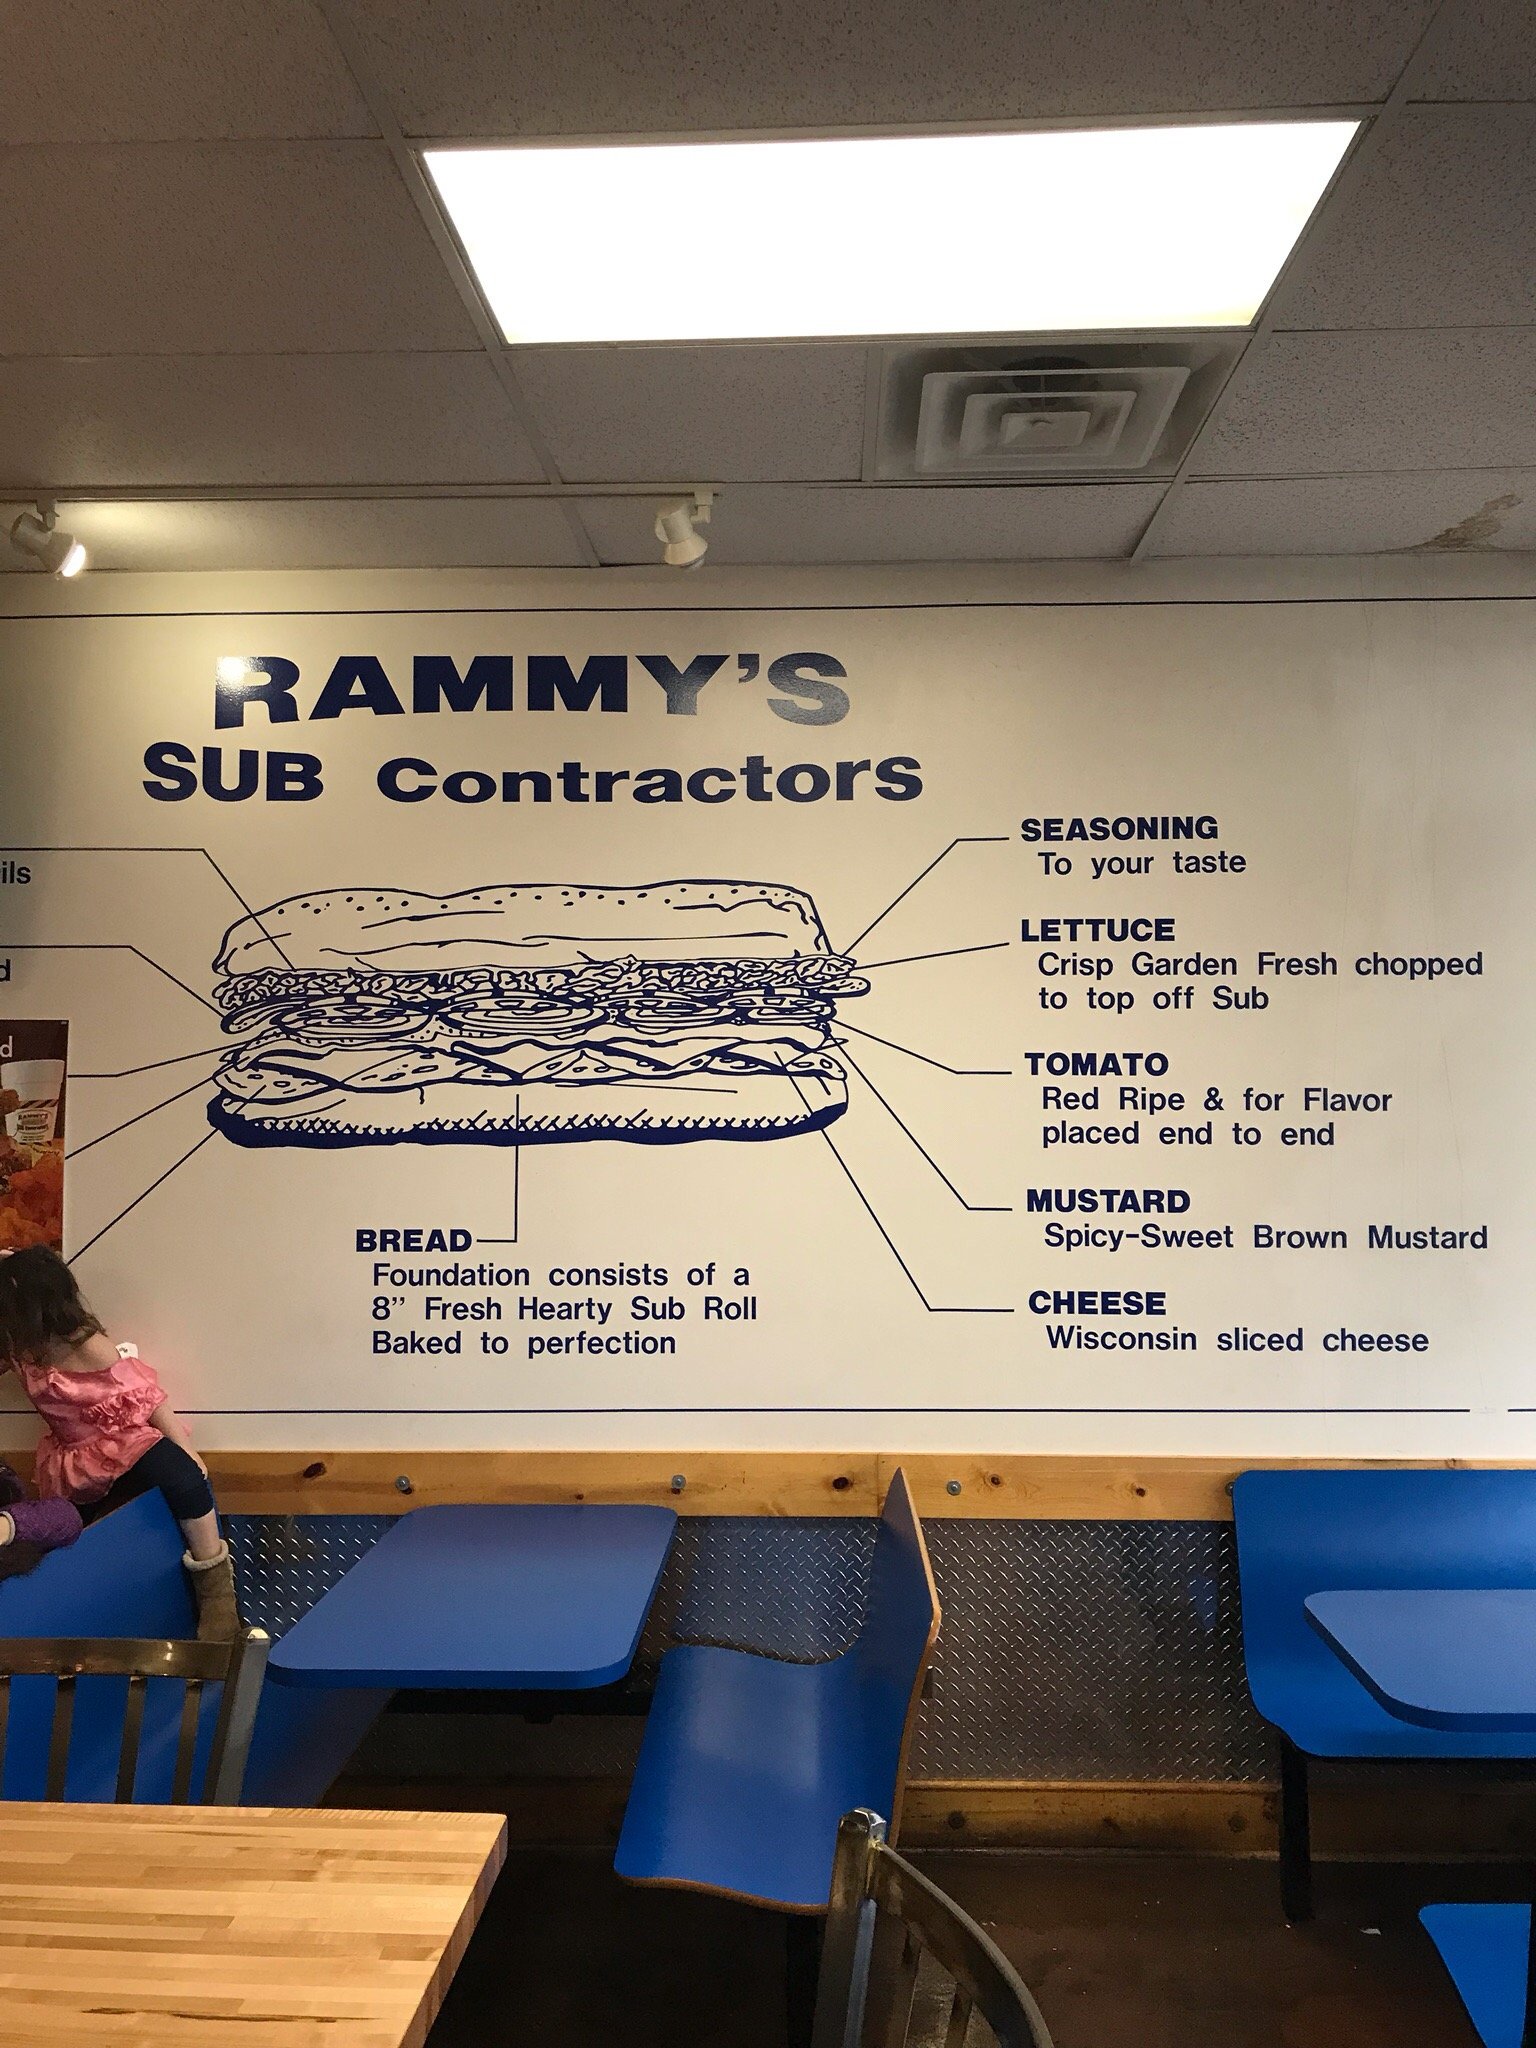 RAMMY'S
SUB Contractors
ils
d
d
RAMMY'S
SEASONING
To your taste
LETTUCE
Crisp Garden Fresh chopped
to top off Sub
TOMATO
Red Ripe & for Flavor
placed end to end
MUSTARD
Spicy-Sweet Brown Mustard
CHEESE
Wisconsin sliced cheese
BREAD
Foundation consists of a
8" Fresh Hearty Sub Roll
Baked to perfection